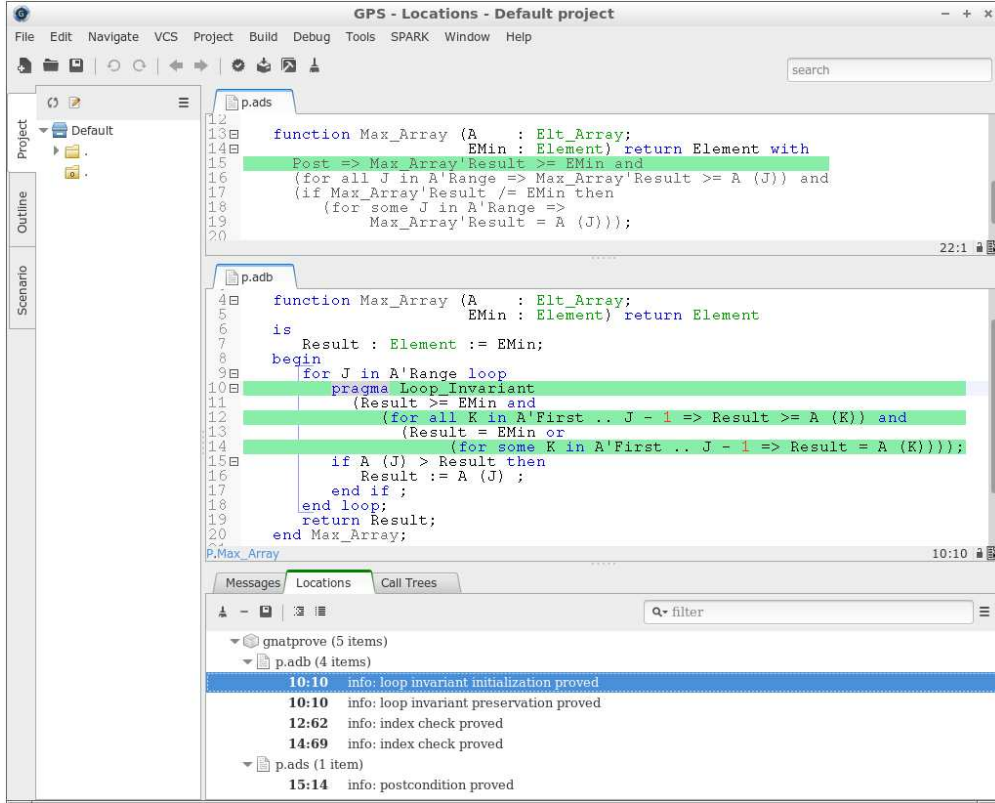 GPS - Locations - Default project
File Edit Navigate VCS Project Build Debug Tools SPARK Window Help
search
Project
Outline
Scenario
Default
.
.
p.ads
12
13 function Max_Array (A : Elt_Array;
14 EMin : Element) return Element with
15 Post => Max_Array'Result >= EMin and
16 (for all J in A'Range => Max_Array'Result >= A (J)) and
17 (if Max_Array'Result /= EMin then
18 (for some J in A'Range =>
19 Max_Array'Result = A (J)));
20
22:1
p.adb
4 function Max_Array (A : Elt_Array;
5 EMin : Element) return Element
6 is
7 Result : Element := EMin;
8 begin
9 for J in A'Range loop
10 pragma Loop_Invariant
11 (Result >= EMin and
12 (for all K in A'First .. J - 1 => Result >= A (K)) and
13 (Result = EMin or
14 (for some K in A'First .. J - 1 => Result = A (K))));
15 if A (J) > Result then
16 Result := A (J) ;
17 end if ;
18 end loop;
19 return Result;
20 end Max_Array;
P.Max_Array 10:10
Messages Locations Call Trees
filter
gnatprove (5 items)
p.adb (4 items)
10:10 info: loop invariant initialization proved
10:10 info: loop invariant preservation proved
12:62 info: index check proved
14:69 info: index check proved
p.ads (1 item)
15:14 info: postcondition proved